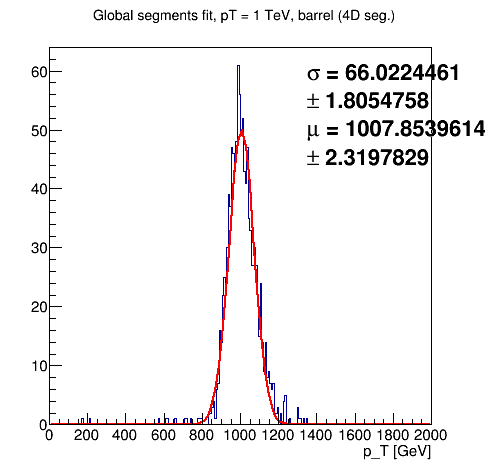 Global segments fit, pT = 1 TeV, barrel (4D seg.)
σ = 66.0224461
± 1.8054758
μ = 1007.8539614
± 2.3197829
60
50
40
30
20
10
0
0 200 400 600 800 1000 1200 1400 1600 1800 2000
p_T [GeV]